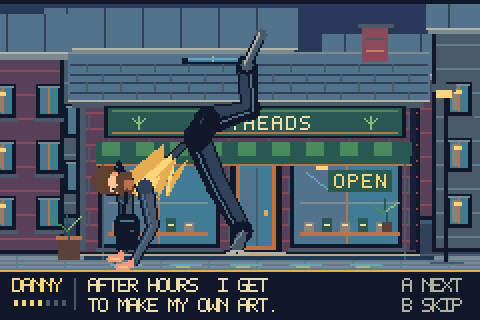 HEADS
OPEN
DANNY
AFTER HOURS I GET
TO MAKE MY OWN ART.
A NEXT
B SKIP